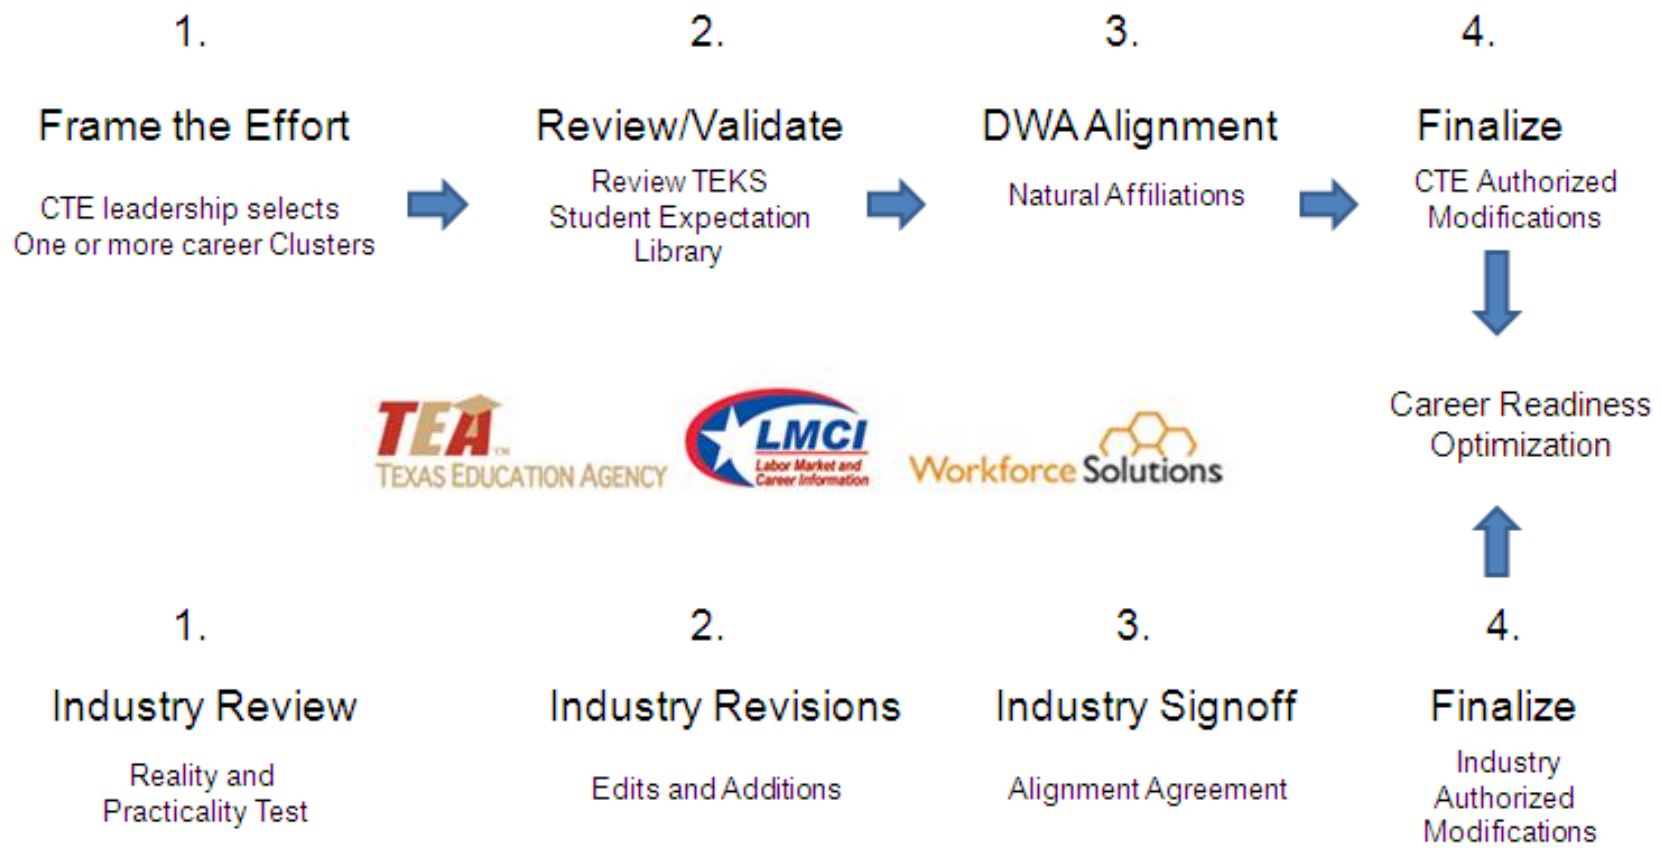 1.
2.
3.
4.
Frame the Effort
Review/Validate
DWA Alignment
Finalize
CTE leadership selects
One or more career Clusters
Review TEKS
Student Expectation
Library
Natural Affiliations
CTE Authorized
Modifications
TEA™
TEXAS EDUCATION AGENCY
LMCI
Labor Market and
Career Information
Workforce Solutions
Career Readiness
Optimization
1.
2.
3.
4.
Industry Review
Industry Revisions
Industry Signoff
Finalize
Reality and
Practicality Test
Edits and Additions
Alignment Agreement
Industry
Authorized
Modifications